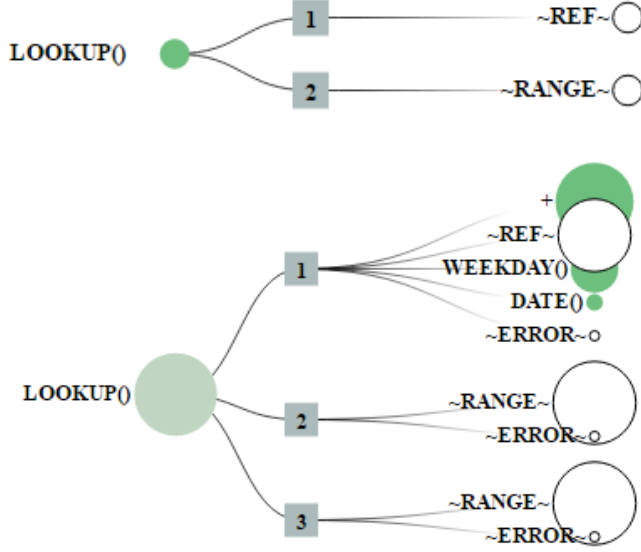 1
~REF~
LOOKUP()
2
~RANGE~
+
~REF~
1
WEEKDAY()
DATE()
~ERROR~
LOOKUP()
~RANGE~
2
~ERROR~
~RANGE~
3
~ERROR~